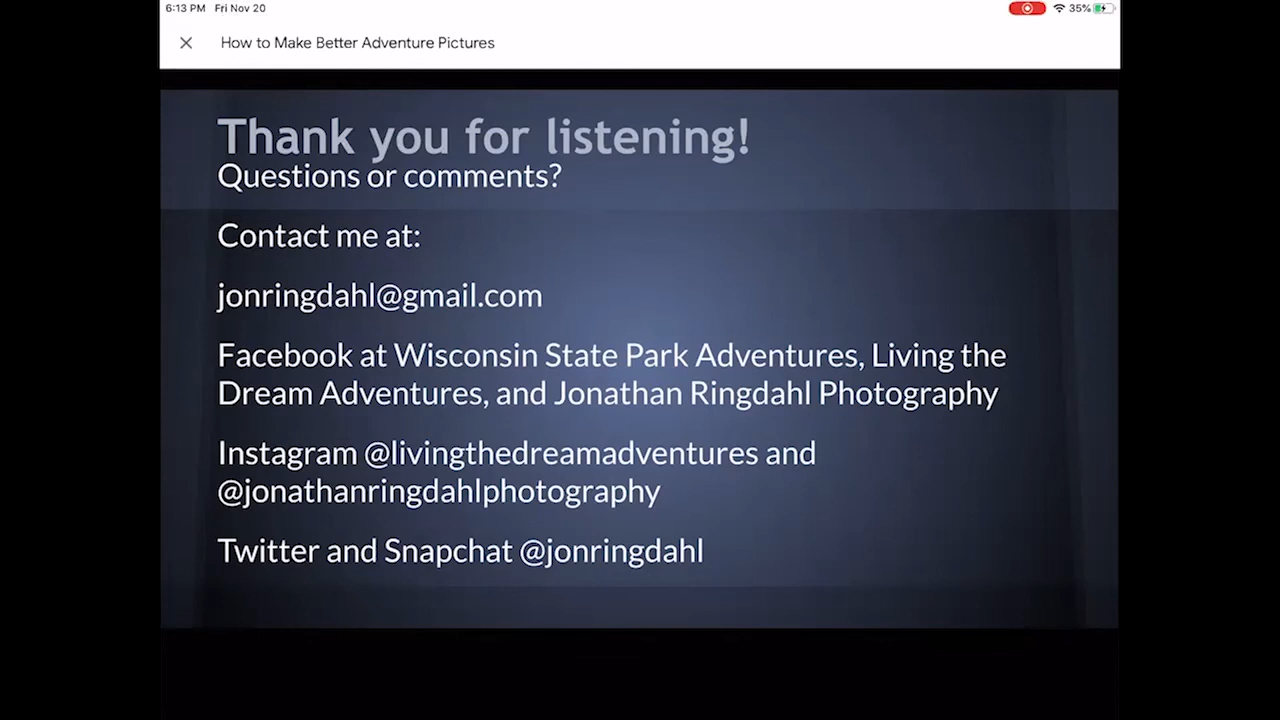 6:13 PM Fri Nov 20
35%
How to Make Better Adventure Pictures
Thank you for listening!
Questions or comments?
Contact me at:
jonringdahl@gmail.com
Facebook at Wisconsin State Park Adventures, Living the
Dream Adventures, and Jonathan Ringdahl Photography
Instagram @livingthedreamadventures and
@jonathanringdahlphotography
Twitter and Snapchat @jonringdahl